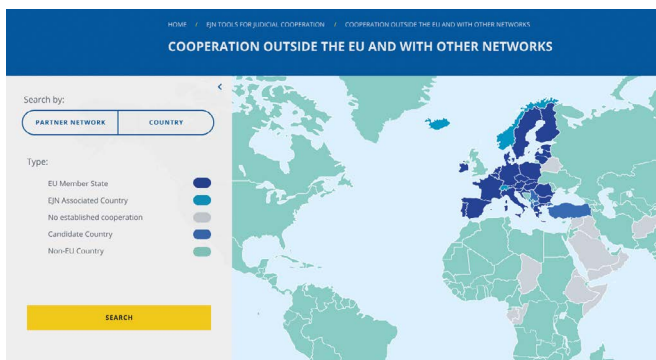 HOME / EJN TOOLS FOR JUDICIAL COOPERATION / COOPERATION OUTSIDE THE EU AND WITH OTHER NETWORKS
COOPERATION OUTSIDE THE EU AND WITH OTHER NETWORKS
Search by:
PARTNER NETWORK COUNTRY
Type:
EU Member State
EJN Associated Country
No established cooperation
Candidate Country
Non-EU Country
SEARCH